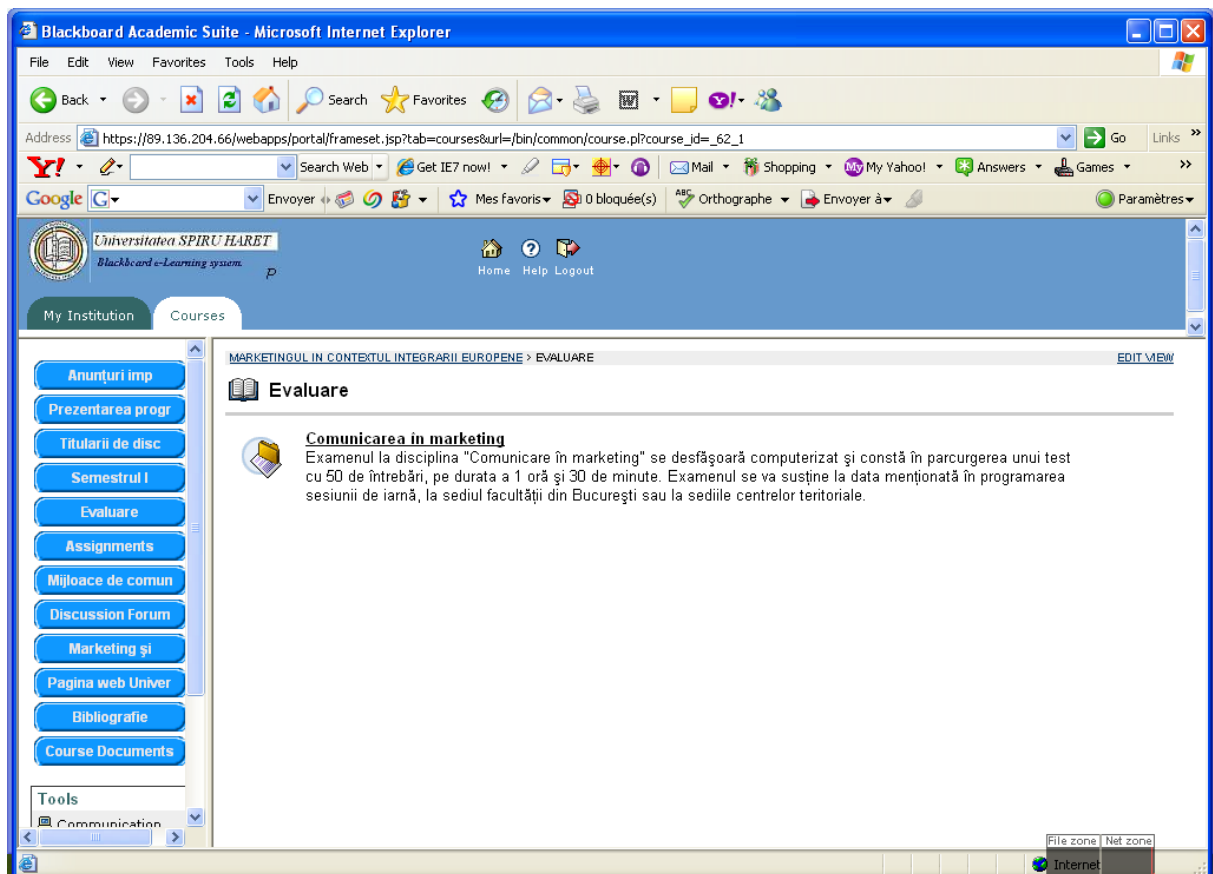 Blackboard Academic Suite - Microsoft Internet Explorer
File Edit View Favorites Tools Help
Back Search Favorites
Address https://89.136.204.66/webapps/portal/frameset.jsp?tab=courses&url=/bin/common/course.pl?course_id=_62_1 Go Links »
Y! Search Web Get IE7 now! Mail Shopping My My Yahoo! Answers Games »
Google G Envoyer Mes favoris 0 bloquée(s) ABC Orthographe Envoyer à Paramètres
Universitatea SPIRU HARET
Blackboard e-Learning system
p
Home Help Logout
My Institution Courses
MARKETINGUL IN CONTEXTUL INTEGRARII EUROPENE > EVALUARE EDIT VIEW
Evaluare
Comunicarea in marketing
Examenul la disciplina "Comunicare în marketing" se desfăşoară computerizat şi constă în parcurgerea unui test
cu 50 de întrebări, pe durata a 1 oră şi 30 de minute. Examenul se va susţine la data menţionată în programarea
sesiunii de iarnă, la sediul facultăţii din Bucureşti sau la sediile centrelor teritoriale.
Anunţuri imp
Prezentarea progr
Titularii de disc
Semestrul I
Evaluare
Assignments
Mijloace de comun
Discussion Forum
Marketing şi
Pagina web Univer
Bibliografie
Course Documents
Tools
Communication
File zone Net zone
Internet